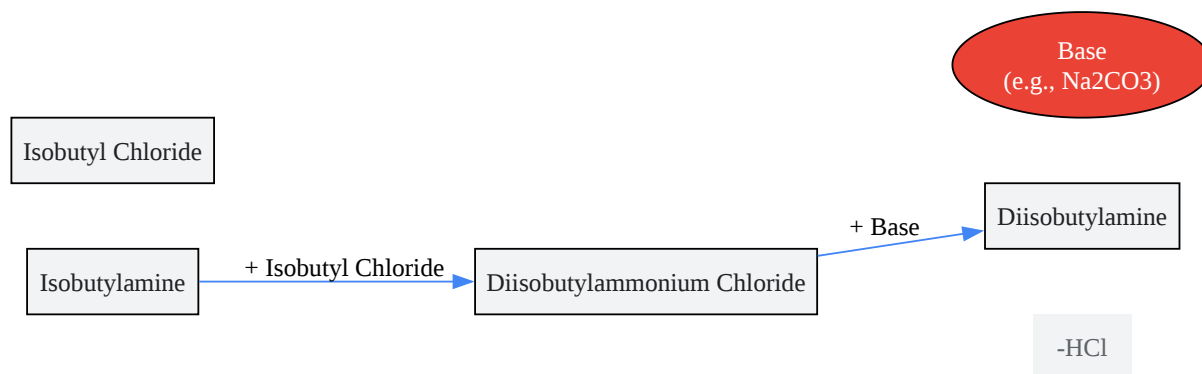 Base
(e.g., Na2CO3)
Isobutyl Chloride
Diisobutylamine
+ Base
Isobutylamine
+ Isobutyl Chloride
Diisobutylammonium Chloride
-HCl